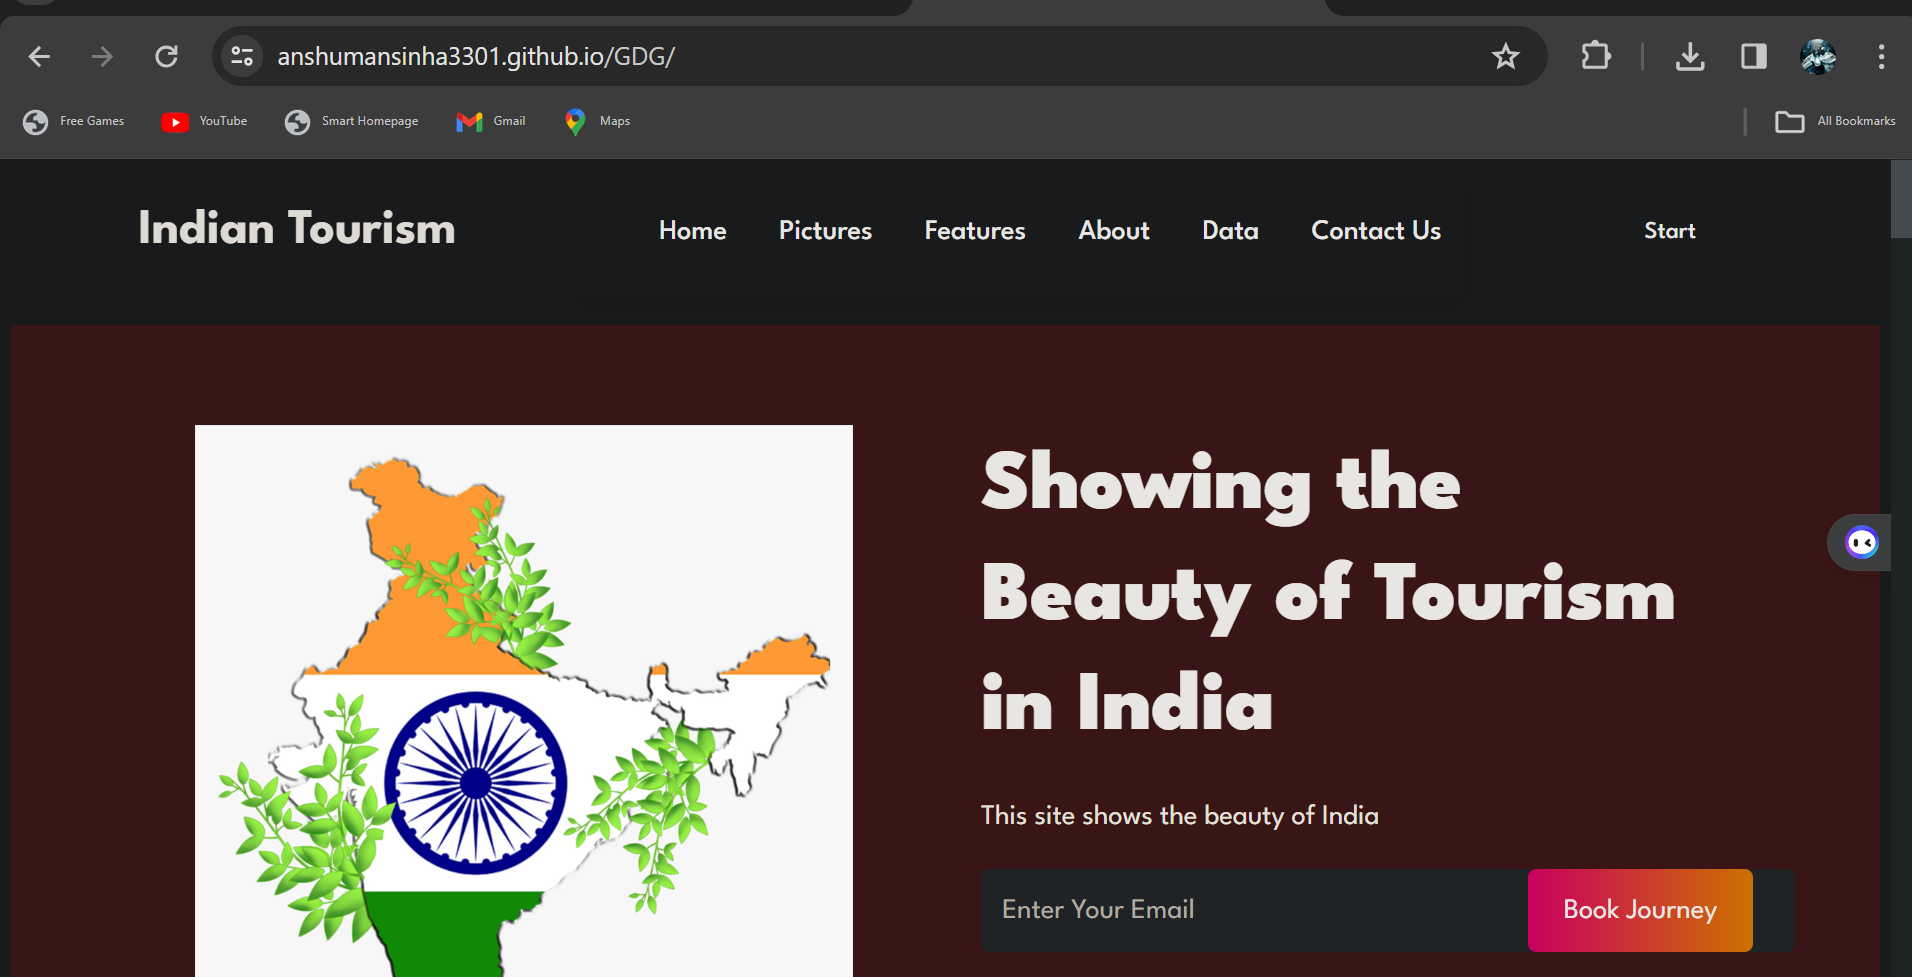 anshumansinha3301.github.io/GDG/
Free Games YouTube Smart Homepage Gmail Maps All Bookmarks
Indian Tourism Home Pictures Features About Data Contact Us Start
Showing the
Beauty of Tourism
in India
This site shows the beauty of India
Enter Your Email Book Journey